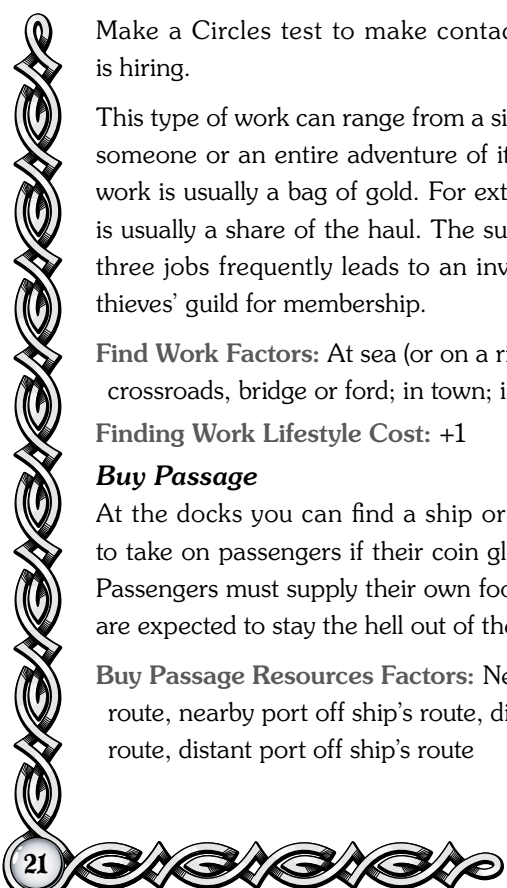 Make a Circles test to make contac
is hiring.
This type of work can range from a si
someone or an entire adventure of it
work is usually a bag of gold. For ext
is usually a share of the haul. The su
three jobs frequently leads to an inv
thieves' guild for membership.
Find Work Factors: At sea (or on a ri
crossroads, bridge or ford; in town; i
Finding Work Lifestyle Cost: +1
Buy Passage
At the docks you can find a ship or
to take on passengers if their coin gl
Passengers must supply their own foo
are expected to stay the hell out of the
Buy Passage Resources Factors: Ne
route, nearby port off ship's route, di
route, distant port off ship's route
21